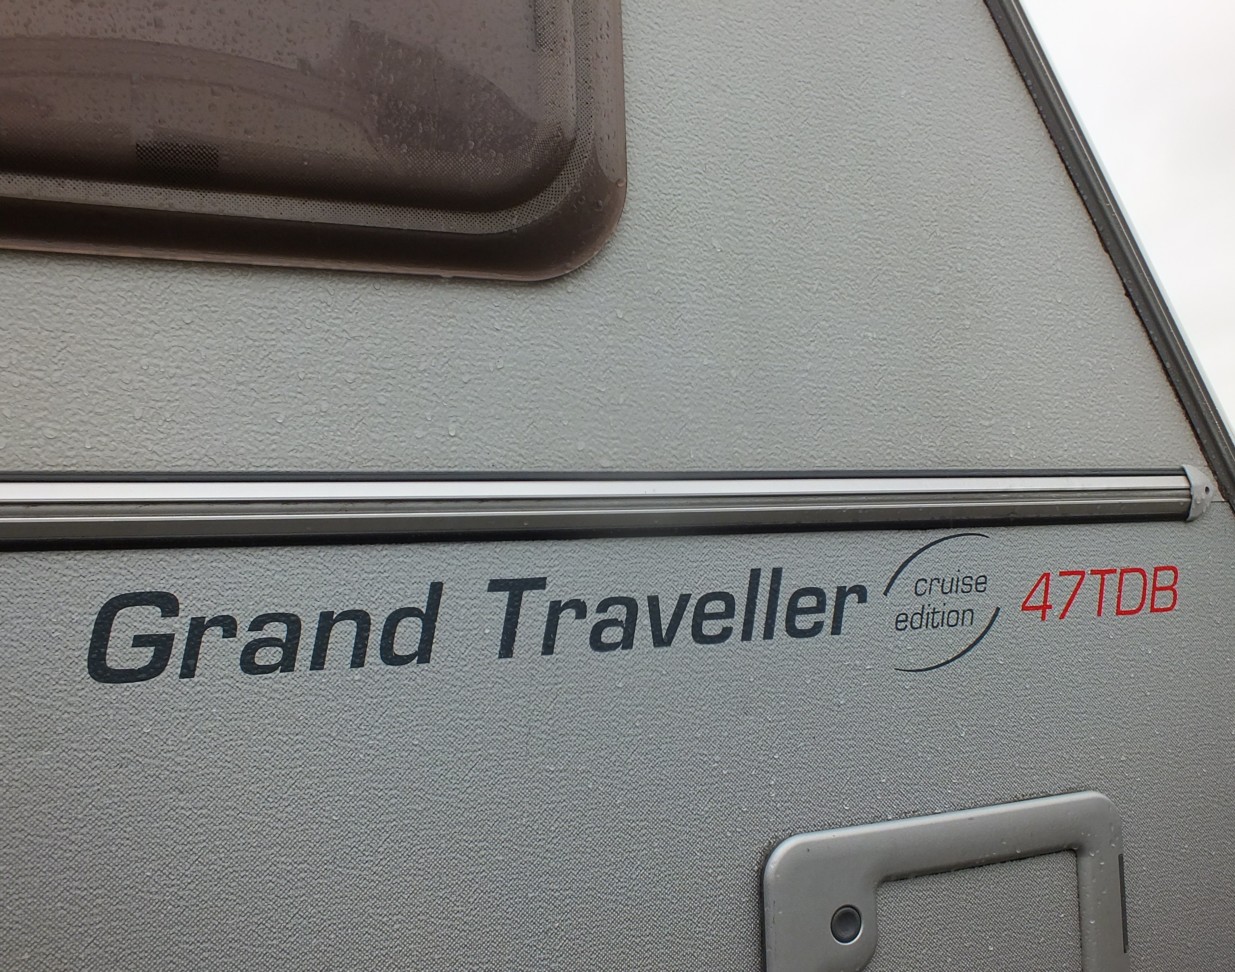 Grand Traveller
cruise
edition
47TDB